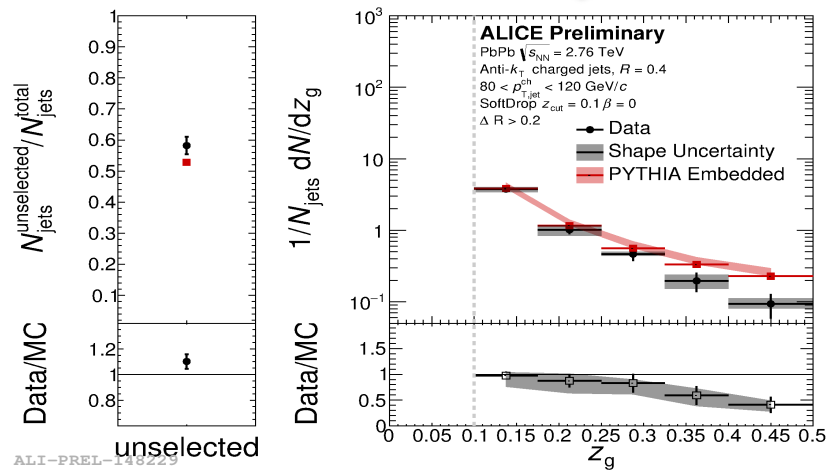 N_jets^unselected/N_jets^total
1
0.9
0.8
0.7
0.6
0.5
0.4
0.3
0.2
0.1
Data/MC
1.2
1
0.8
unselected
ALI-PREL-148229
1/N_jets dN/dz_g
10³
10²
10
1
10⁻¹
ALICE Preliminary
PbPb √s_NN = 2.76 TeV
Anti-k_T charged jets, R = 0.4
80 < p_T,jet^ch < 120 GeV/c
SoftDrop z_cut = 0.1 β = 0
Δ R > 0.2
Data
Shape Uncertainty
PYTHIA Embedded
Data/MC
1.5
1
0.5
0
0 0.05 0.1 0.15 0.2 0.25 0.3 0.35 0.4 0.45 0.5
z_g